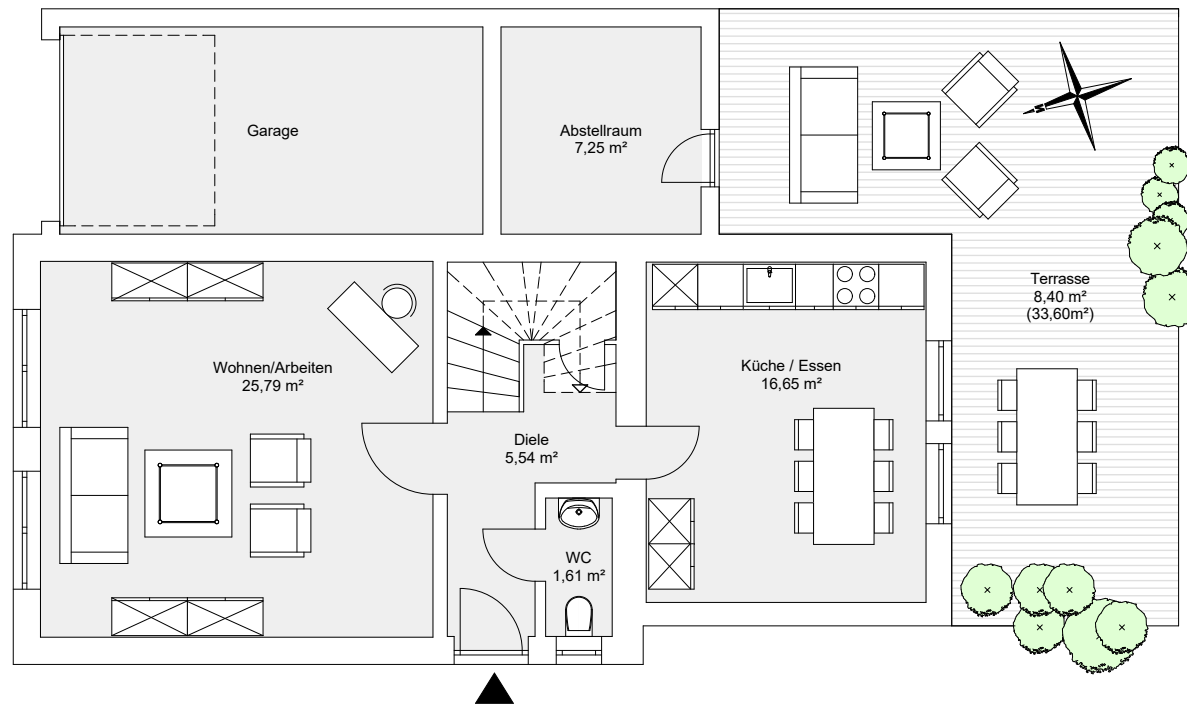 Garage
Abstellraum
7,25 m²
Terrasse
8,40 m²
(33,60m²)
Wohnen/Arbeiten
25,79 m²
Küche / Essen
16,65 m²
Diele
5,54 m²
WC
1,61 m²